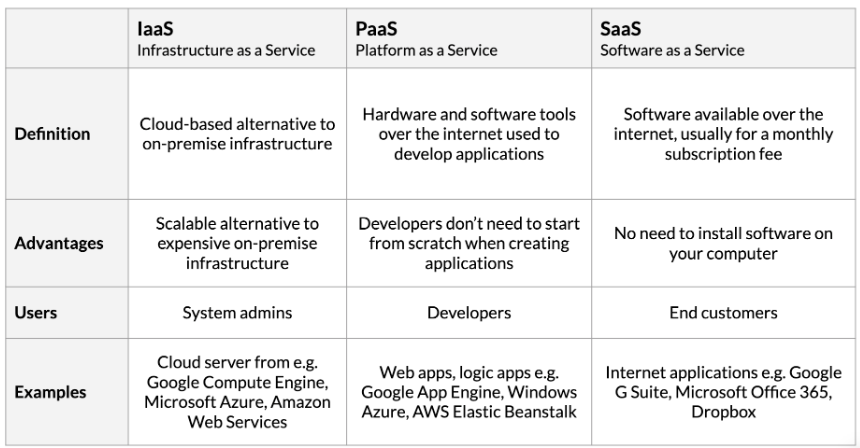 IaaS
Infrastructure as a Service
PaaS
Platform as a Service
SaaS
Software as a Service
Definition
Cloud-based alternative to
on-premise infrastructure
Hardware and software tools
over the internet used to
develop applications
Software available over the
internet, usually for a monthly
subscription fee
Advantages
Scalable alternative to
expensive on-premise
infrastructure
Developers don’t need to start
from scratch when creating
applications
No need to install software on
your computer
Users
System admins
Developers
End customers
Examples
Cloud server from e.g.
Google Compute Engine,
Microsoft Azure, Amazon
Web Services
Web apps, logic apps e.g.
Google App Engine, Windows
Azure, AWS Elastic Beanstalk
Internet applications e.g. Google
G Suite, Microsoft Office 365,
Dropbox